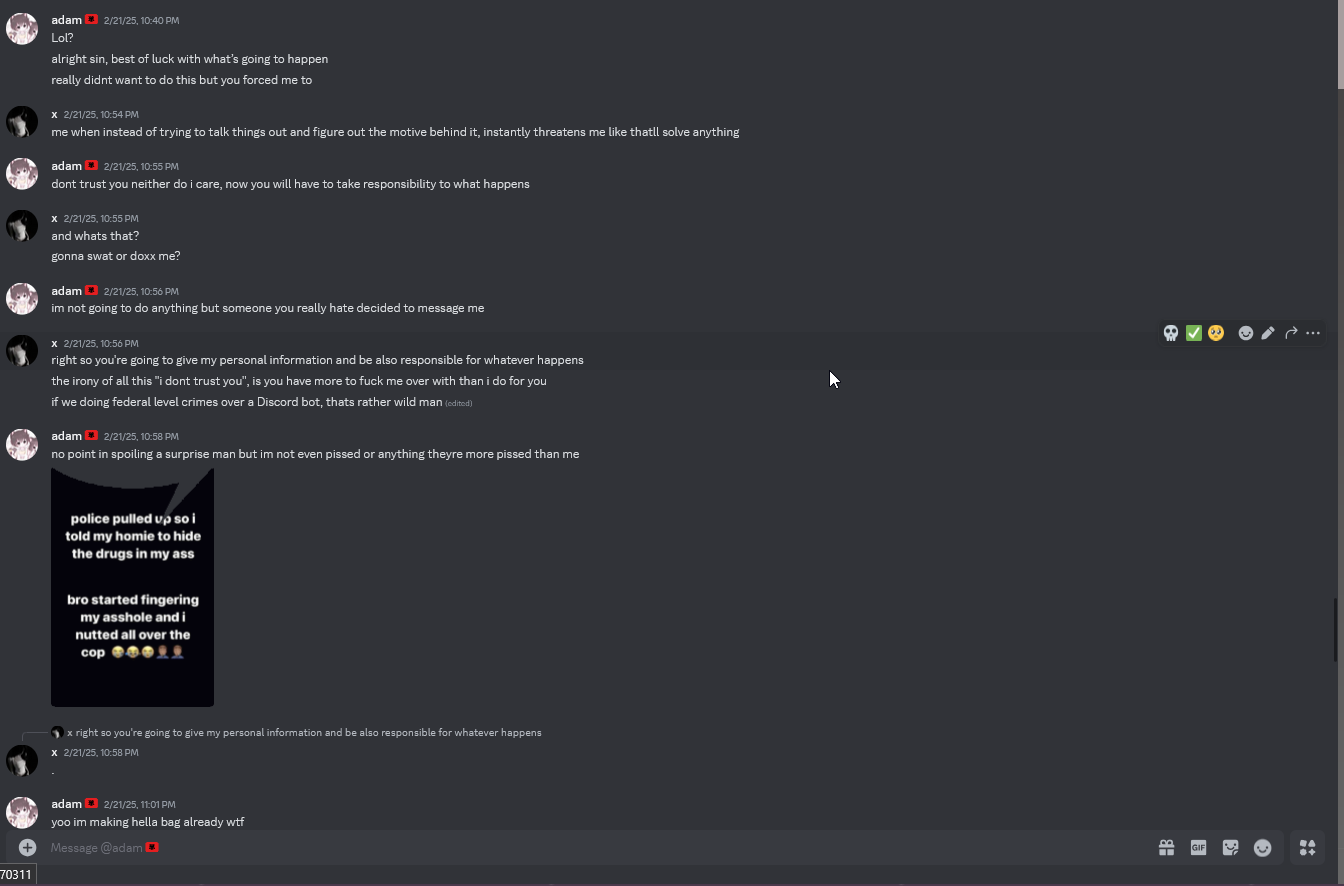 adam 2/21/25, 10:40 PM
Lol?
alright sin, best of luck with what's going to happen
really didnt want to do this but you forced me to
x 2/21/25, 10:54 PM
me when instead of trying to talk things out and figure out the motive behind it, instantly threatens me like thatll solve anything
adam 2/21/25, 10:55 PM
dont trust you neither do i care, now you will have to take responsibility to what happens
x 2/21/25, 10:55 PM
and whats that?
gonna swat or doxx me?
adam 2/21/25, 10:56 PM
im not going to do anything but someone you really hate decided to message me
x 2/21/25, 10:56 PM
right so you're going to give my personal information and be also responsible for whatever happens
the irony of all this "i dont trust you", is you have more to fuck me over with than i do for you
if we doing federal level crimes over a Discord bot, thats rather wild man (edited)
adam 2/21/25, 10:58 PM
no point in spoiling a surprise man but im not even pissed or anything theyre more pissed than me
police pulled up so i
told my homie to hide
the drugs in my ass
bro started fingering
my asshole and i
nutted all over the
cop 😂😂😂🤦🏽‍♂️🤦🏽‍♂️
x right so you're going to give my personal information and be also responsible for whatever happens
x 2/21/25, 10:58 PM
.
adam 2/21/25, 11:01 PM
yoo im making hella bag already wtf
Message @adam
GIF
70311